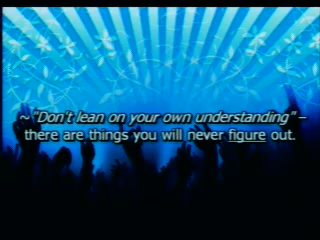 ~ "Don't lean on your own understanding" –
there are things you will never figure out.